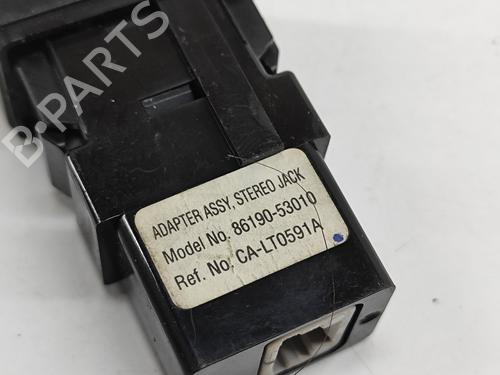 B-PARTS
ADAPTER ASSY, STEREO JACK
Model No. 86190-53010
Ref. No. CA-LT0591A